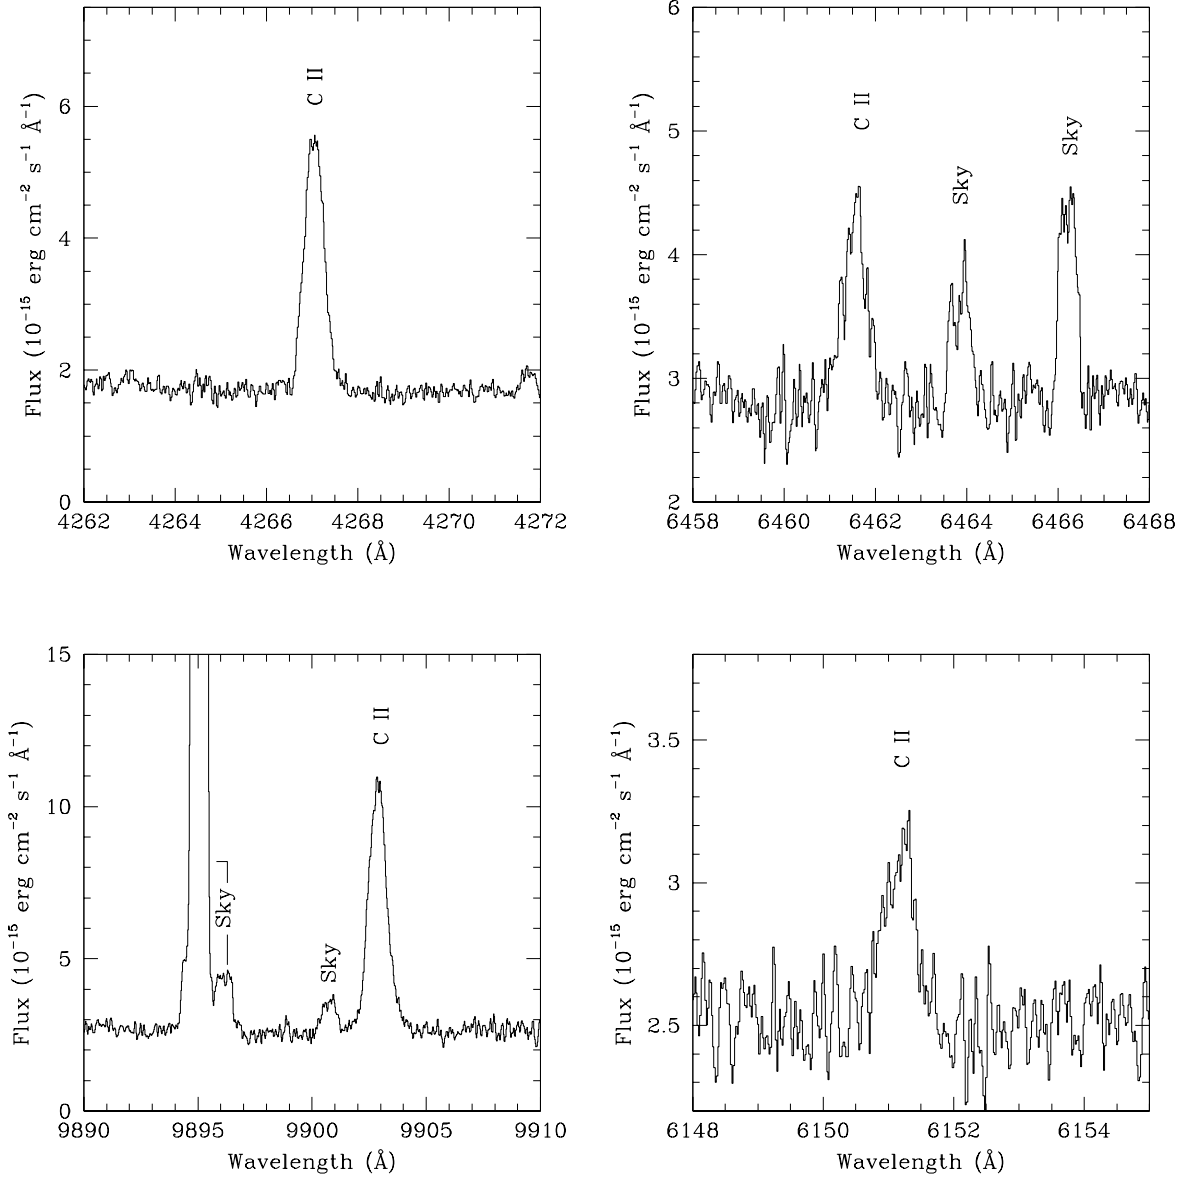 C II
Flux (10⁻¹⁵ erg cm⁻² s⁻¹ Å⁻¹)
6
4
2
0
4262 4264 4266 4268 4270 4272
Wavelength (Å)
C II
Sky
Sky
Flux (10⁻¹⁵ erg cm⁻² s⁻¹ Å⁻¹)
6
5
4
3
2
6458 6460 6462 6464 6466 6468
Wavelength (Å)
Sky
Sky
C II
Flux (10⁻¹⁵ erg cm⁻² s⁻¹ Å⁻¹)
15
10
5
0
9890 9895 9900 9905 9910
Wavelength (Å)
C II
Flux (10⁻¹⁵ erg cm⁻² s⁻¹ Å⁻¹)
3.5
3
2.5
6148 6150 6152 6154
Wavelength (Å)